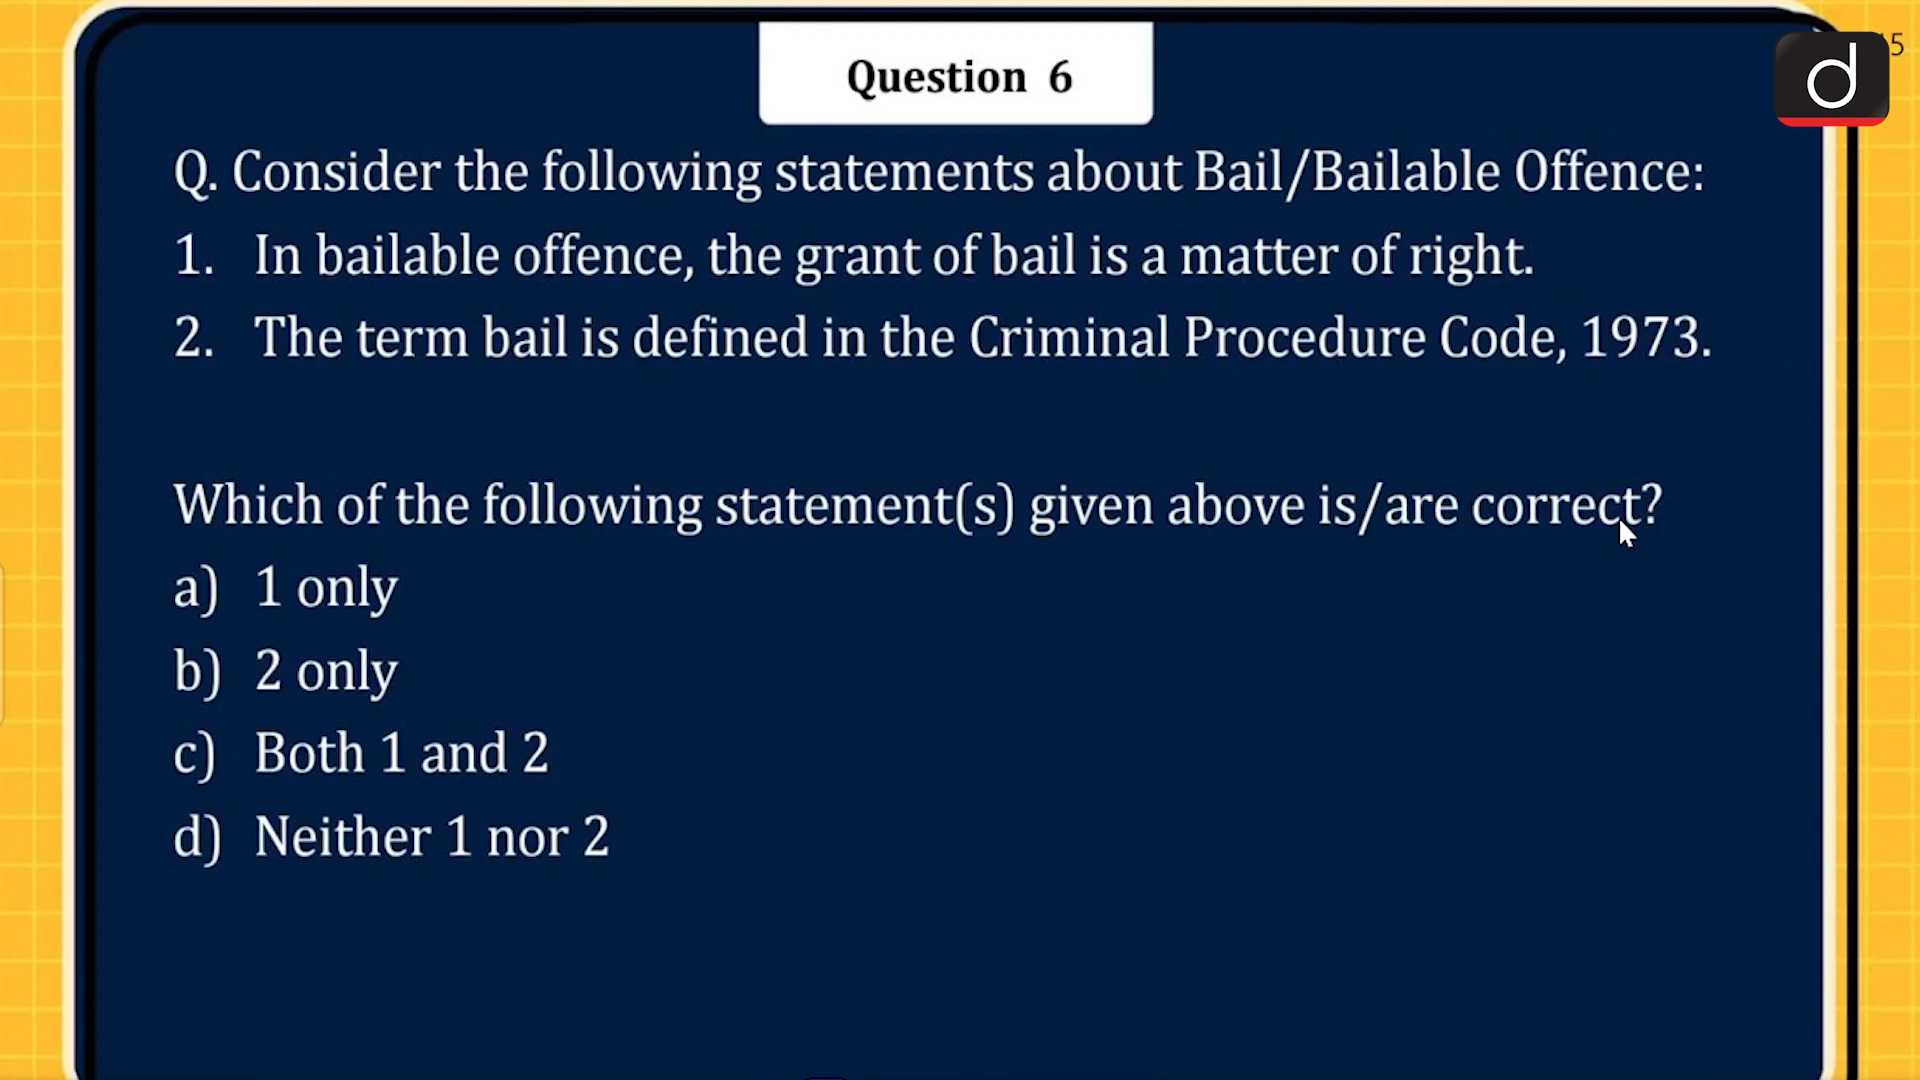 Question 6
Q. Consider the following statements about Bail/Bailable Offence:
1. In bailable offence, the grant of bail is a matter of right.
2. The term bail is defined in the Criminal Procedure Code, 1973.
Which of the following statement(s) given above is/are correct?
a) 1 only
b) 2 only
c) Both 1 and 2
d) Neither 1 nor 2
d